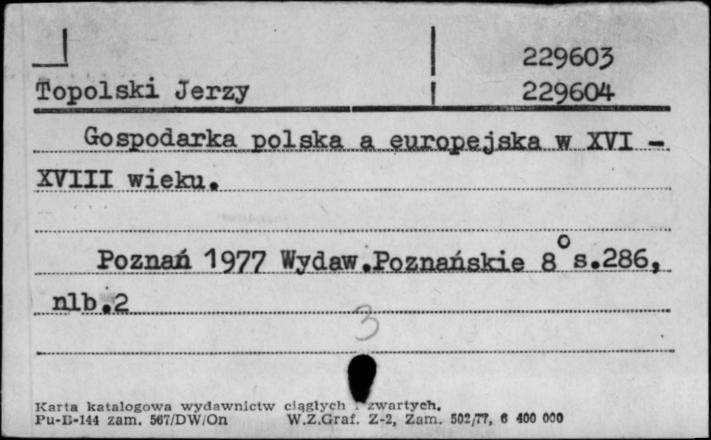 229603
Topolski Jerzy 229604
Gospodarka polska a europejska w XVI -
XVIII wieku.
Poznań 1977 Wydaw.Poznańskie 8° s.286,
nlb.2
3
Karta katalogowa wydawnictw ciągłych i zwartych.
Pu-B-144 zam. 567/DW/On W.Z.Graf. Z-2, Zam. 502/77, 6 400 000